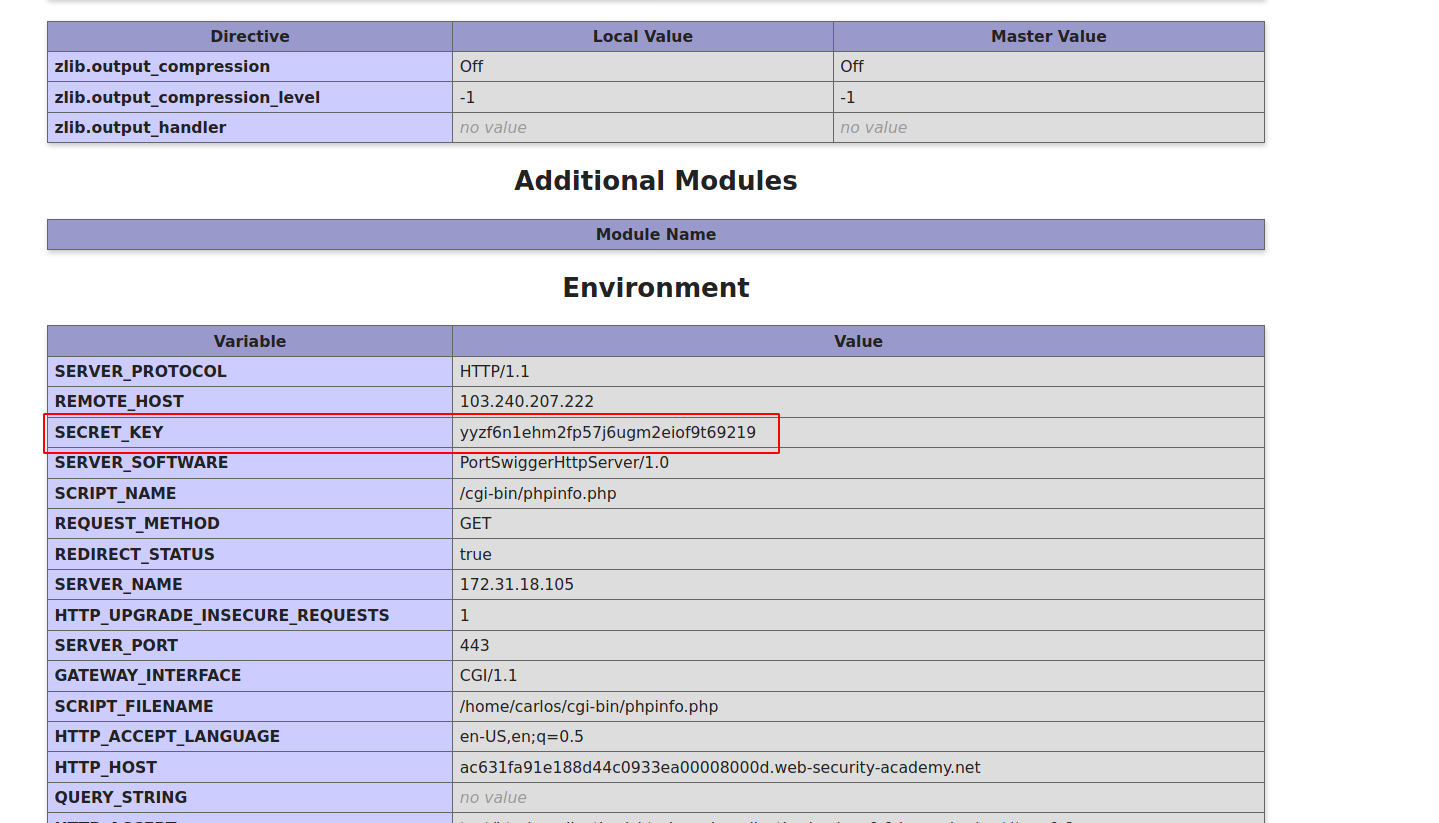 Directive Local Value Master Value
zlib.output_compression Off Off
zlib.output_compression_level -1 -1
zlib.output_handler no value no value
Additional Modules
Module Name
Environment
Variable Value
SERVER_PROTOCOL HTTP/1.1
REMOTE_HOST 103.240.207.222
SECRET_KEY yyzf6n1ehm2fp57j6ugm2eiof9t69219
SERVER_SOFTWARE PortSwiggerHttpServer/1.0
SCRIPT_NAME /cgi-bin/phpinfo.php
REQUEST_METHOD GET
REDIRECT_STATUS true
SERVER_NAME 172.31.18.105
HTTP_UPGRADE_INSECURE_REQUESTS 1
SERVER_PORT 443
GATEWAY_INTERFACE CGI/1.1
SCRIPT_FILENAME /home/carlos/cgi-bin/phpinfo.php
HTTP_ACCEPT_LANGUAGE en-US,en;q=0.5
HTTP_HOST ac631fa91e188d44c0933ea00008000d.web-security-academy.net
QUERY_STRING no value